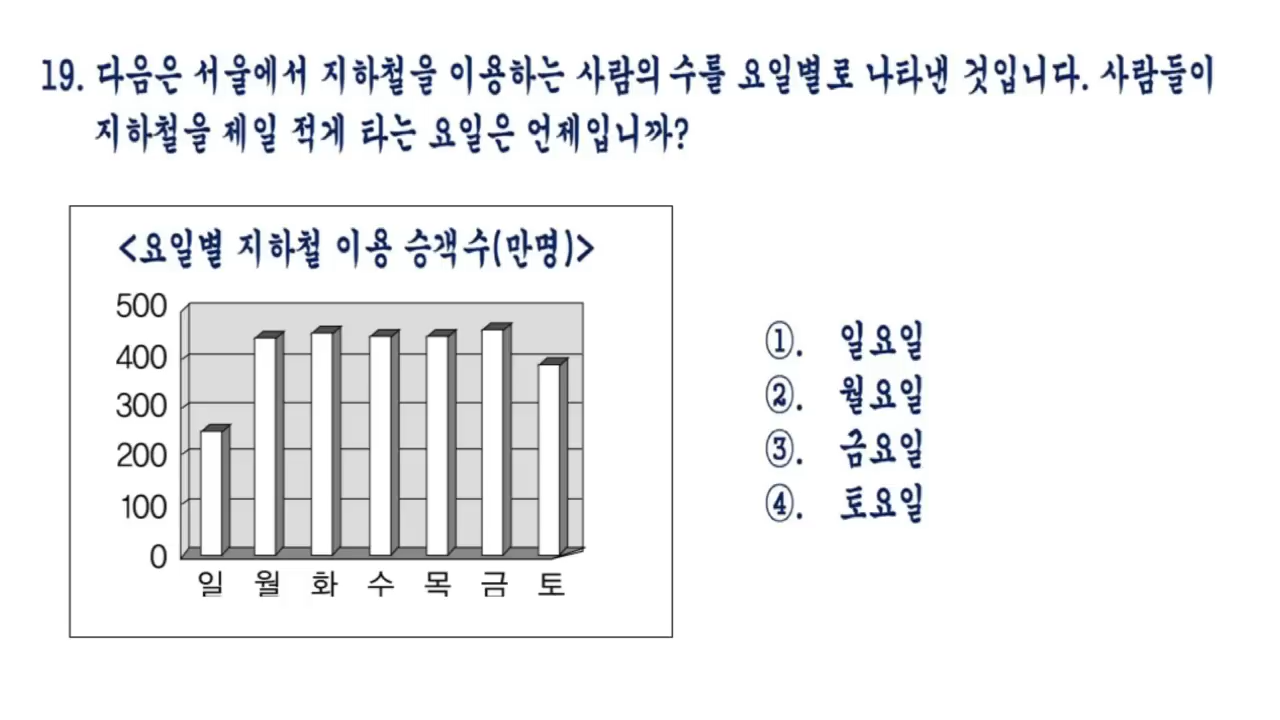 19. 다음은 서울에서 지하철을 이용하는 사람의 수를 요일별로 나타낸 것입니다. 사람들이
지하철을 제일 적게 타는 요일은 언제입니까?
<요일별 지하철 이용 승객수(만명)>
500
400
300
200
100
0
일 월 화 수 목 금 토
①. 일요일
②. 월요일
③. 금요일
④. 토요일